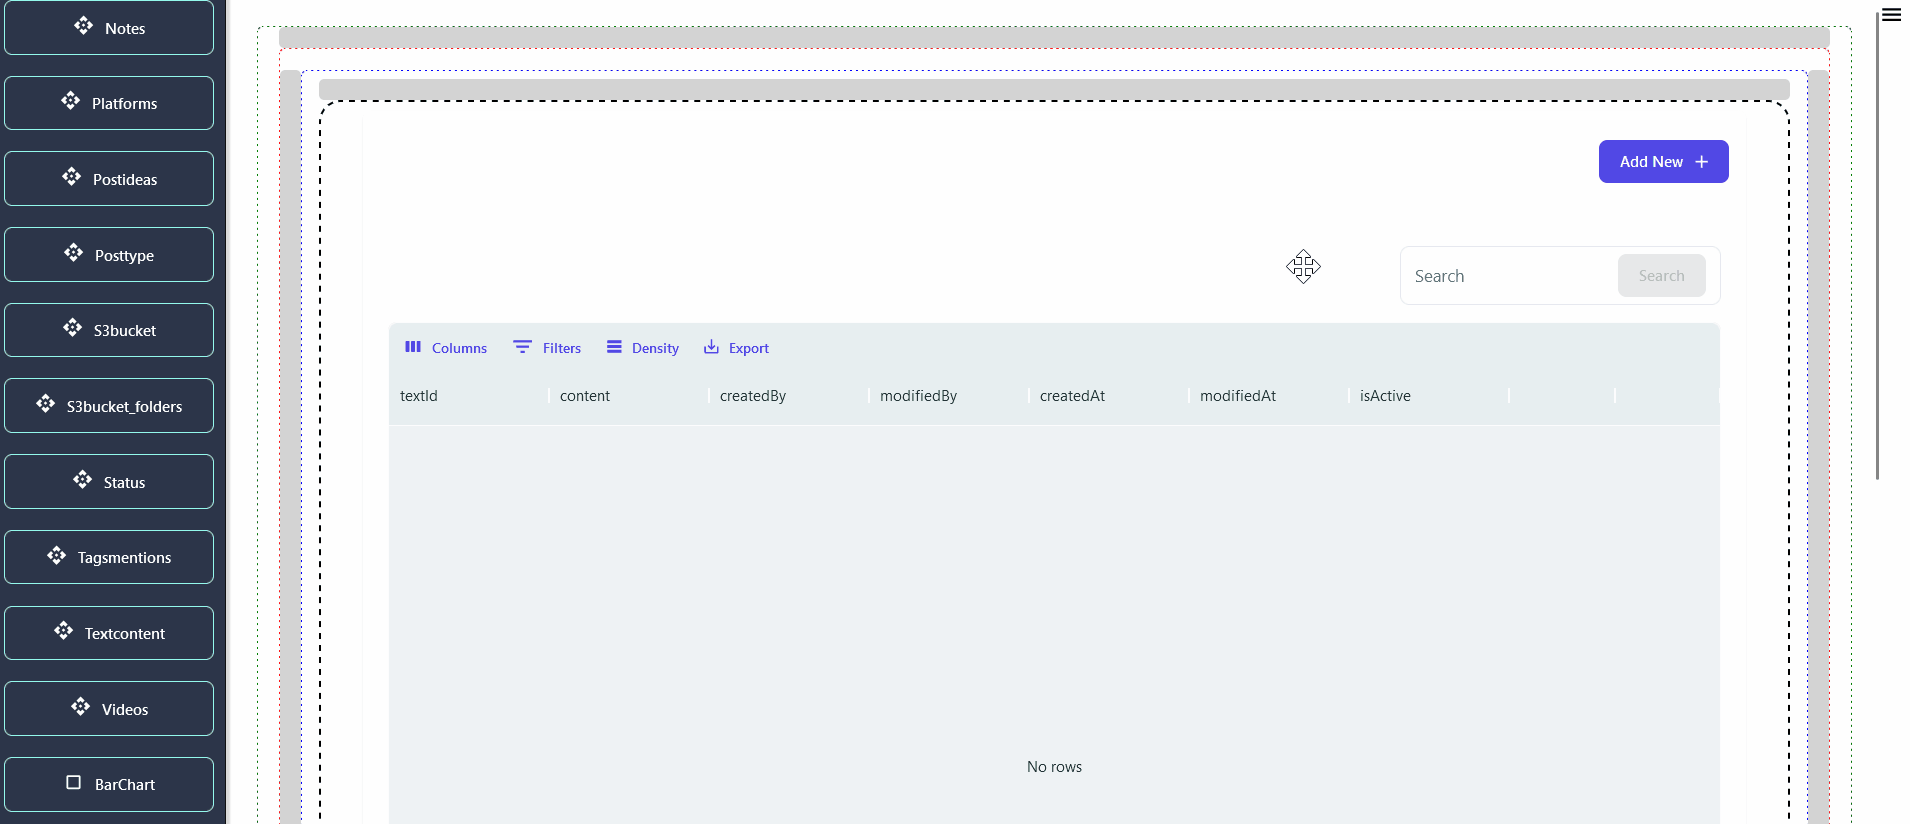 Notes
Platforms
Postideas
Posttype
S3bucket
S3bucket_folders
Status
Tagsmentions
Textcontent
Videos
BarChart
Add New
Search Search
Columns Filters Density Export
textId content createdBy modifiedBy createdAt modifiedAt isActive
No rows